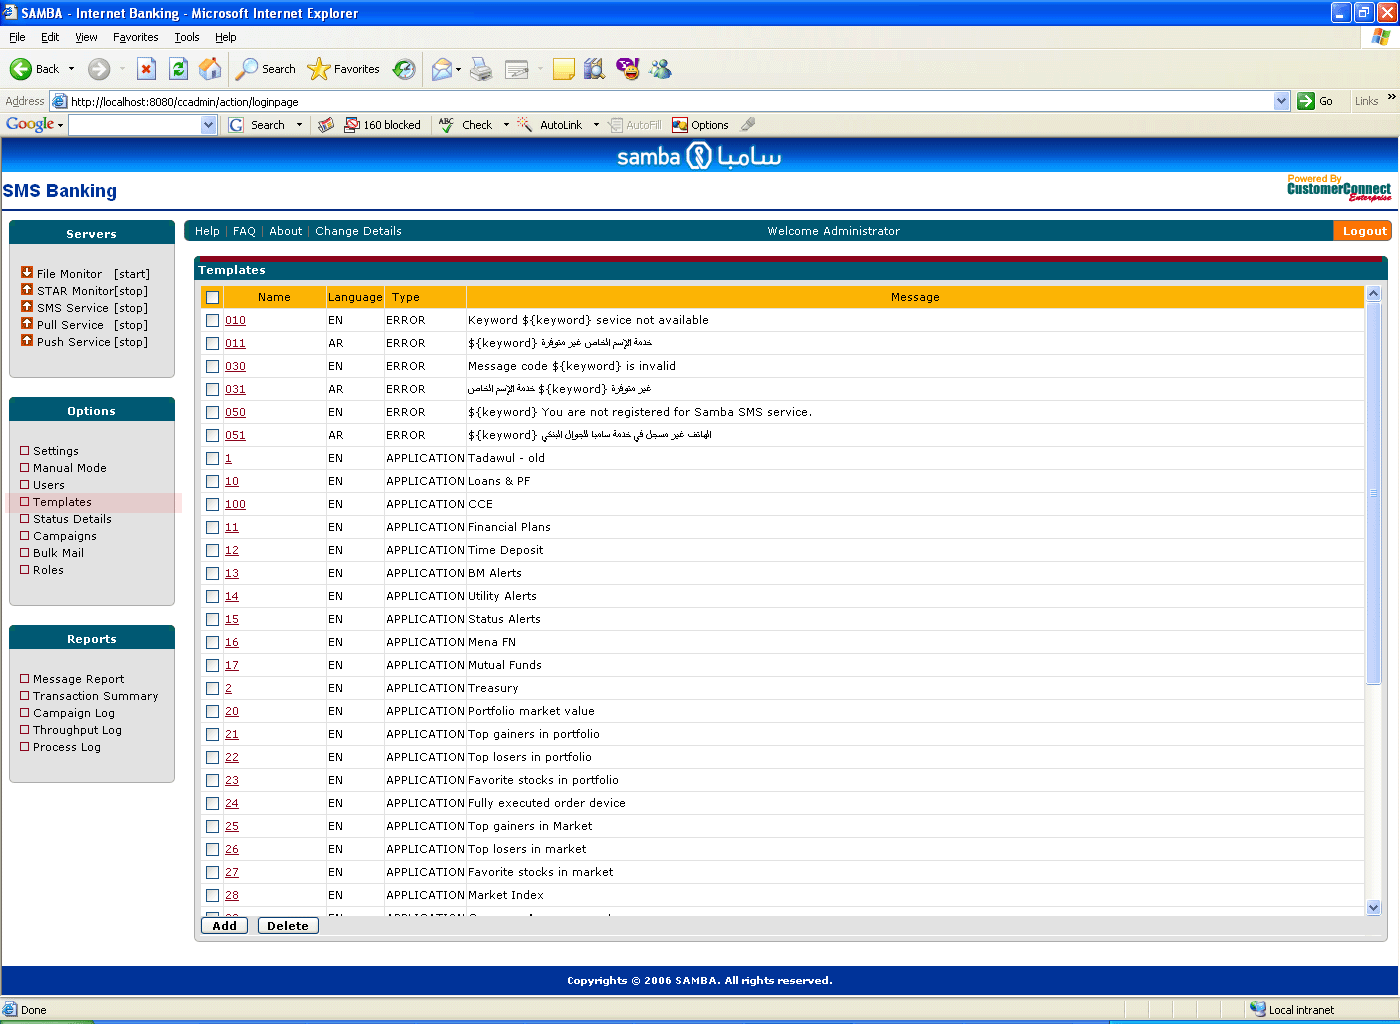 SAMBA - Internet Banking - Microsoft Internet Explorer
File Edit View Favorites Tools Help
Back Search Favorites
Address http://localhost:8080/ccadmin/action/loginpage Go Links »
Google G Search 160 blocked ABC Check AutoLink AutoFill Options
samba سامبا
SMS Banking
Powered By
CustomerConnect
Enterprise
Servers
File Monitor [start]
STAR Monitor[stop]
SMS Service [stop]
Pull Service [stop]
Push Service [stop]
Options
Settings
Manual Mode
Users
Templates
Status Details
Campaigns
Bulk Mail
Roles
Reports
Message Report
Transaction Summary
Campaign Log
Throughput Log
Process Log
Help | FAQ | About | Change Details Welcome Administrator Logout
Templates
Name Language Type Message
010 EN ERROR Keyword ${keyword} sevice not available
011 AR ERROR ${keyword} خدمة الإسم الخاص غير متوفرة
030 EN ERROR Message code ${keyword} is invalid
031 AR ERROR خدمة الإسم الخاص ${keyword} غير متوفرة
050 EN ERROR ${keyword} You are not registered for Samba SMS service.
051 AR ERROR ${keyword} الهاتف غير مسجل في خدمة سامبا للجوال البنكي
1 EN APPLICATION Tadawul - old
10 EN APPLICATION Loans & PF
100 EN APPLICATION CCE
11 EN APPLICATION Financial Plans
12 EN APPLICATION Time Deposit
13 EN APPLICATION BM Alerts
14 EN APPLICATION Utility Alerts
15 EN APPLICATION Status Alerts
16 EN APPLICATION Mena FN
17 EN APPLICATION Mutual Funds
2 EN APPLICATION Treasury
20 EN APPLICATION Portfolio market value
21 EN APPLICATION Top gainers in portfolio
22 EN APPLICATION Top losers in portfolio
23 EN APPLICATION Favorite stocks in portfolio
24 EN APPLICATION Fully executed order device
25 EN APPLICATION Top gainers in Market
26 EN APPLICATION Top losers in market
27 EN APPLICATION Favorite stocks in market
28 EN APPLICATION Market Index
Add Delete
Copyrights © 2006 SAMBA. All rights reserved.
Done Local intranet